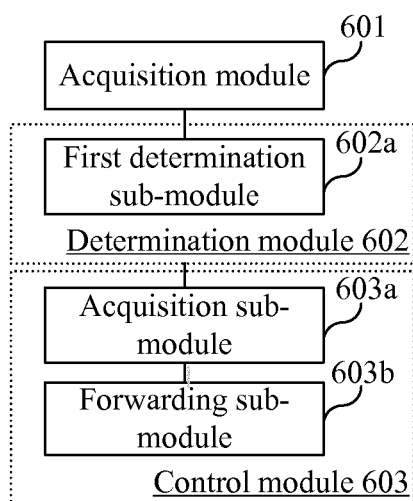 601
Acquisition module
602a
First determination
sub-module
Determination module 602
603a
Acquisition sub-
module
603b
Forwarding sub-
module
Control module 603